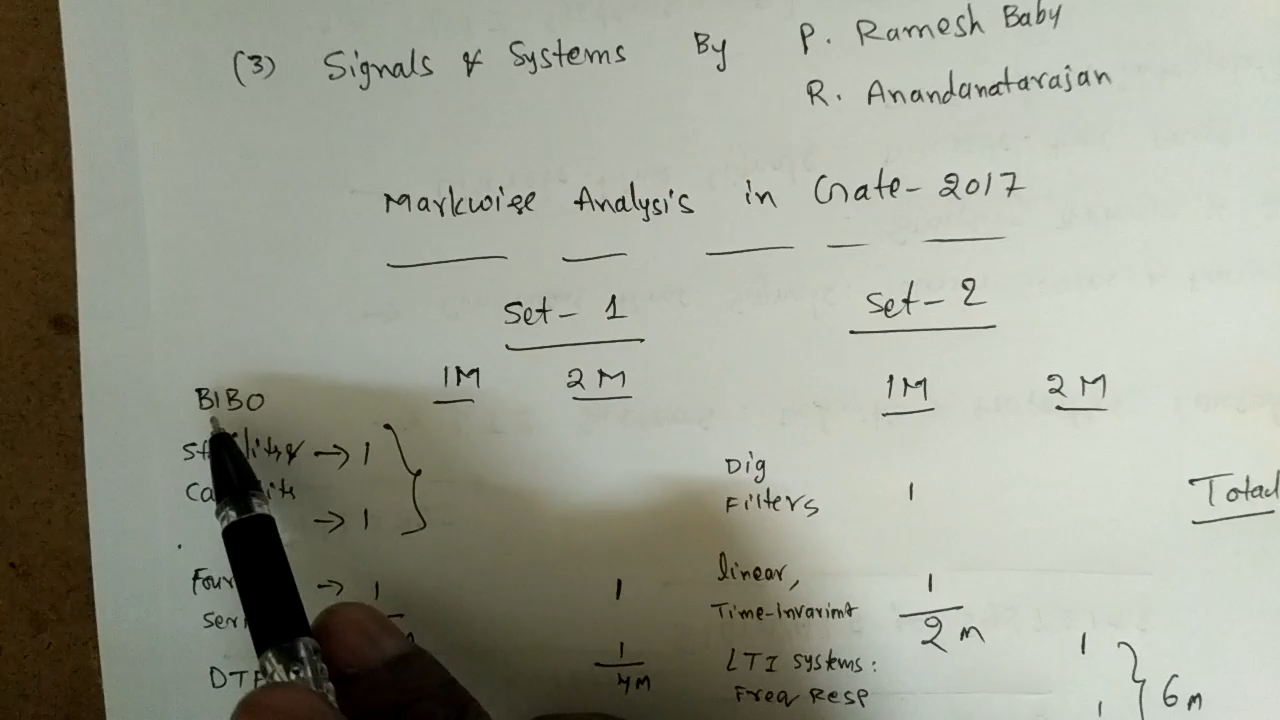 (3) Signals & Systems By P. Ramesh Baby
R. Anandanatarajan
Markwise Analysis in Gate-2017
Set-1 Set-2
1M 2M 1M 2M
BIBO
→ 1
Dig
Filters 1
Total
→ 1
linear,
→ 1 1 1
Time-Invarint 2m
1 LTI systems: 1
4M Freq Resp 1 6m